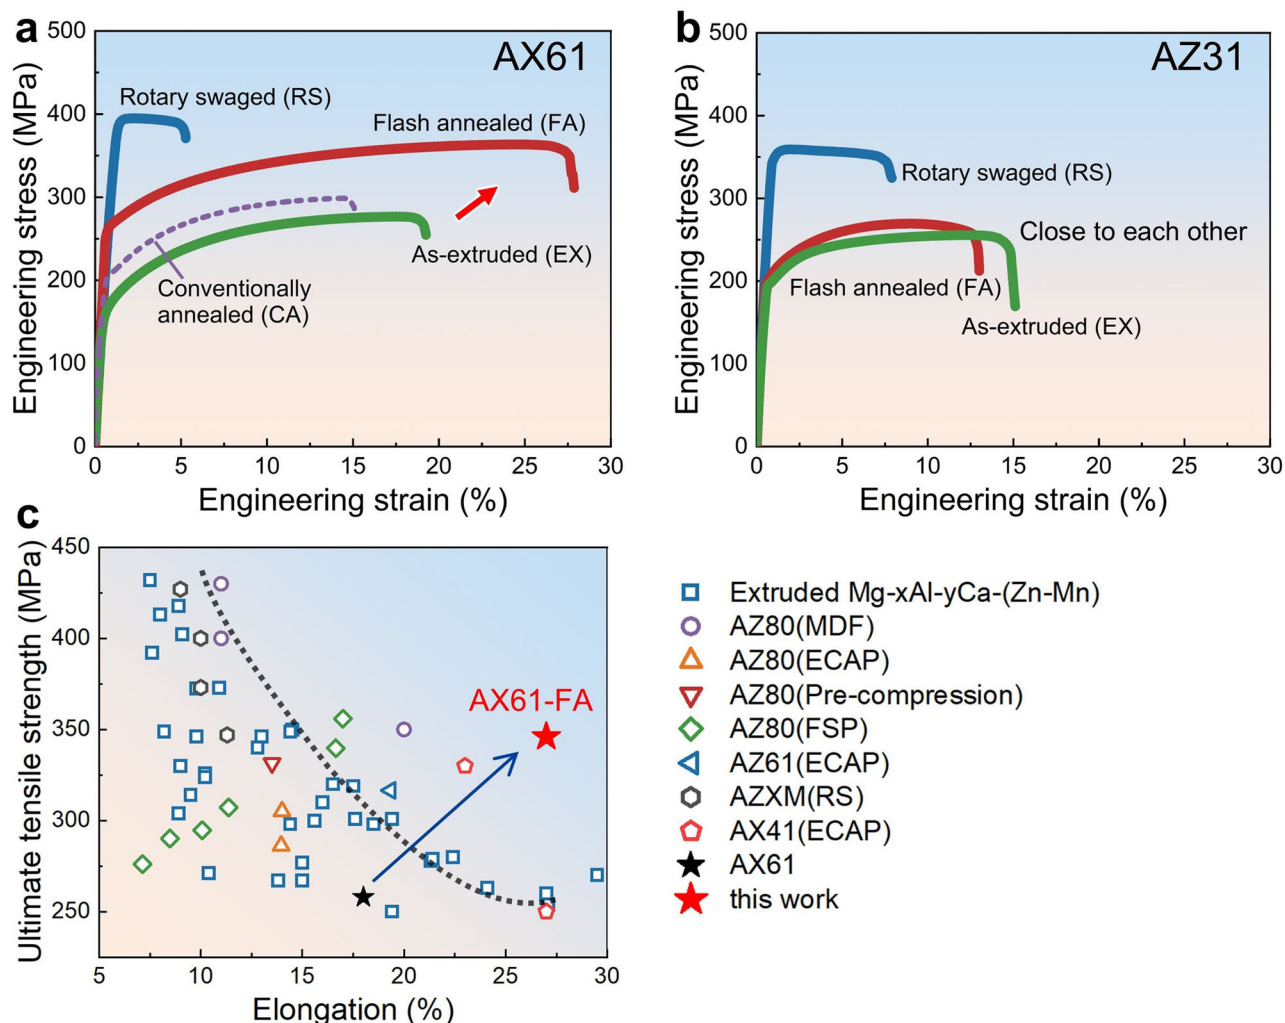 a
AX61
500
400
300
200
100
0
Engineering stress (MPa)
Rotary swaged (RS)
Flash annealed (FA)
As-extruded (EX)
Conventionally
annealed (CA)
0 5 10 15 20 25 30
Engineering strain (%)
b
AZ31
500
400
300
200
100
0
Engineering stress (MPa)
Rotary swaged (RS)
Close to each other
Flash annealed (FA)
As-extruded (EX)
0 5 10 15 20 25 30
Engineering strain (%)
c
450
400
350
300
250
Ultimate tensile strength (MPa)
AX61-FA
5 10 15 20 25 30
Elongation (%)
Extruded Mg-xAl-yCa-(Zn-Mn)
AZ80(MDF)
AZ80(ECAP)
AZ80(Pre-compression)
AZ80(FSP)
AZ61(ECAP)
AZXM(RS)
AX41(ECAP)
AX61
this work